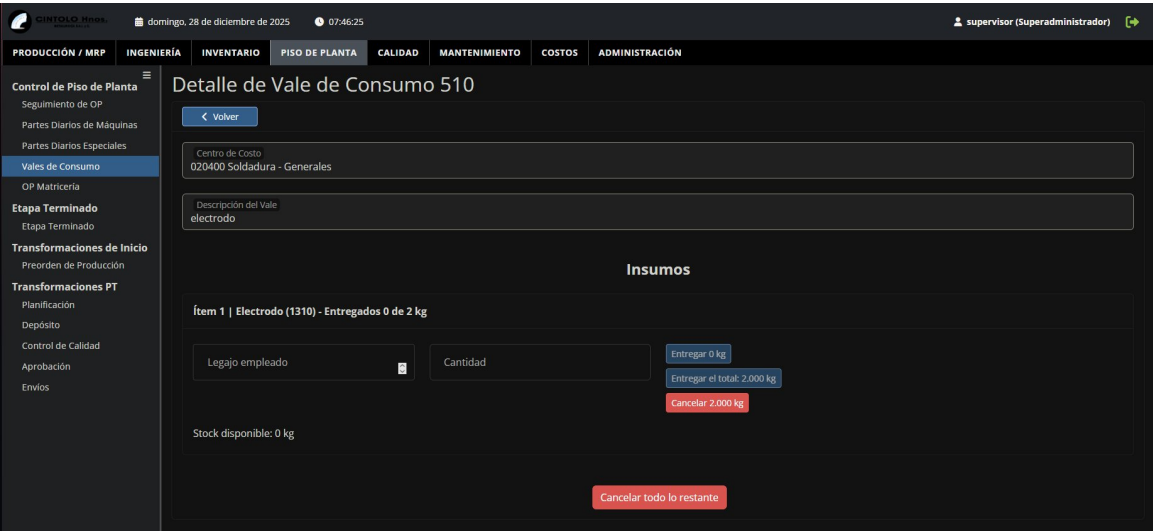 GINTOLO Hnos.
domingo, 28 de diciembre de 2025 07:46:25 supervisor (Superadministrador)
PRODUCCIÓN / MRP INGENIERÍA INVENTARIO PISO DE PLANTA CALIDAD MANTENIMIENTO COSTOS ADMINISTRACIÓN
Control de Piso de Planta
Seguimiento de OP
Partes Diarios de Máquinas
Partes Diarios Especiales
Vales de Consumo
OP Matricería
Etapa Terminado
Etapa Terminado
Transformaciones de Inicio
Preorden de Producción
Transformaciones PT
Planificación
Depósito
Control de Calidad
Aprobación
Envíos
Detalle de Vale de Consumo 510
Volver
Centro de Costo
020400 Soldadura - Generales
Descripción del Vale
electrodo
Insumos
Ítem 1 | Electrodo (1310) - Entregados 0 de 2 kg
Legajo empleado
Cantidad
Entregar 0 kg
Entregar el total: 2.000 kg
Cancelar 2.000 kg
Stock disponible: 0 kg
Cancelar todo lo restante